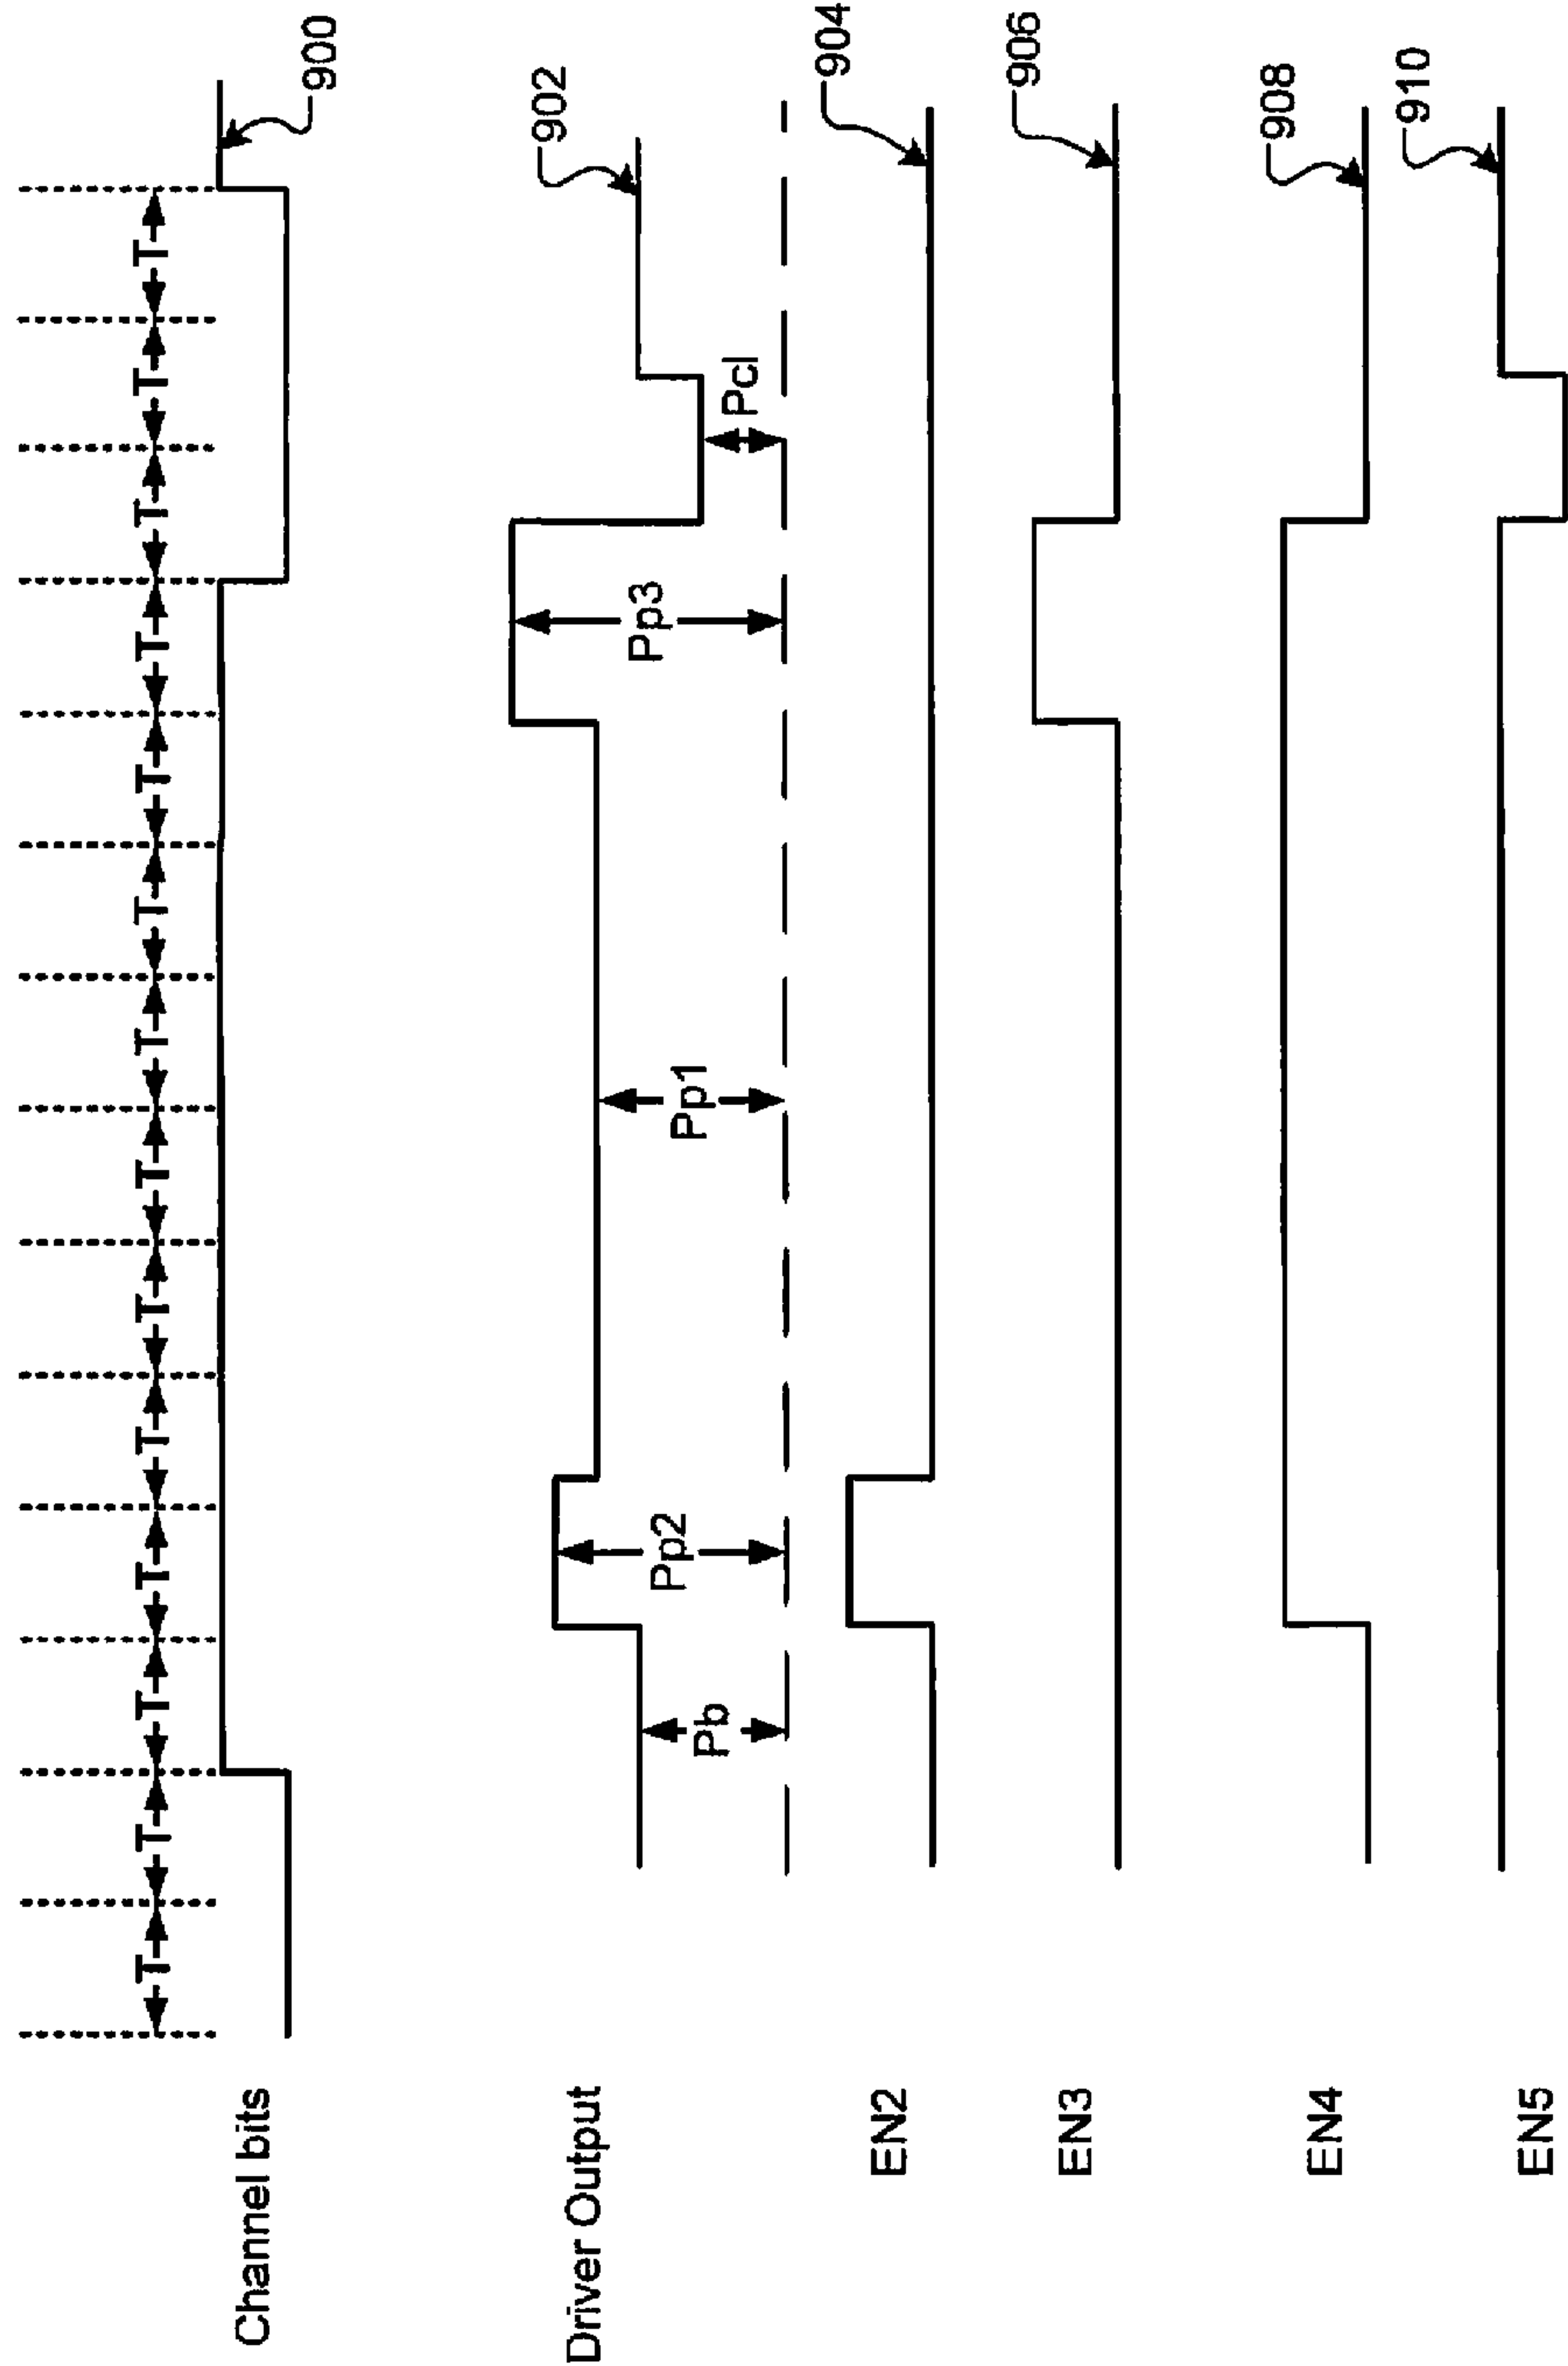 T T T T T T T T T T T T T T
Channel bits
900
902
Driver Output
Pb Pp2 Pp1 Pp3 Pcl
904
EN2
906
EN3
908
EN4
910
EN5